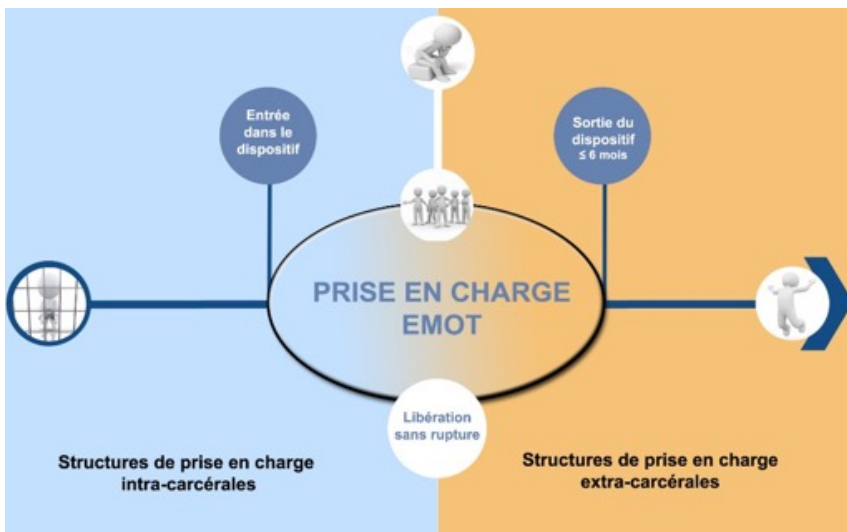 Entrée
dans le
dispositif
Sortie du
dispositif
≤ 6 mois
PRISE EN CHARGE
EMOT
Libération
sans rupture
Structures de prise en charge
intra-carcérales
Structures de prise en charge
extra-carcérales